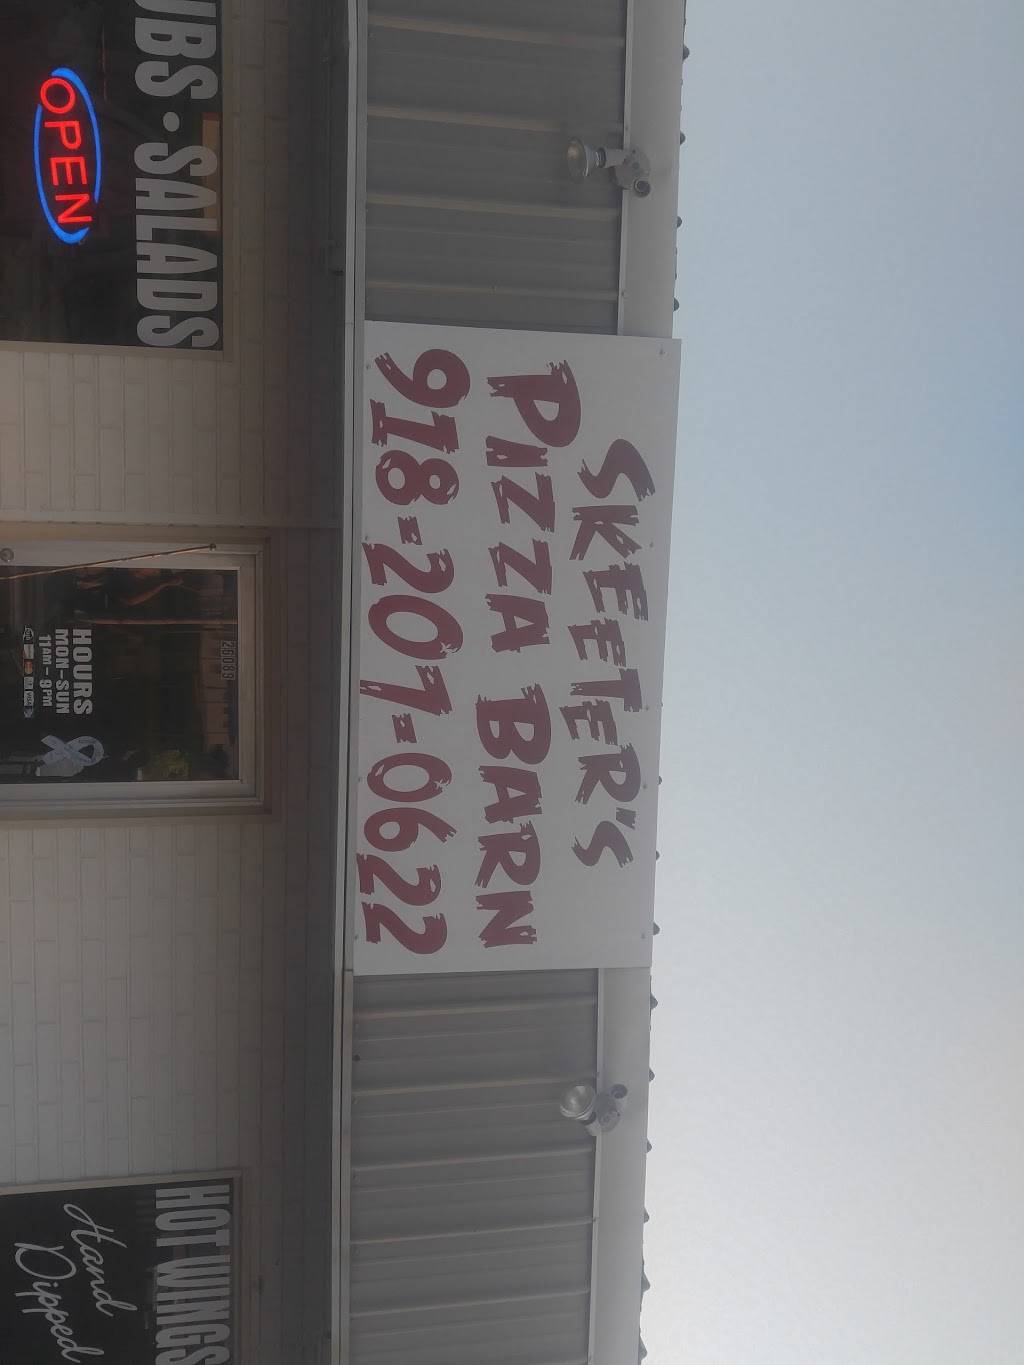 SKEETER'S
PIZZA BARN
918-207-0622
UBS • SALADS
OPEN
HOURS
MON-SUN
11AM - 9PM
HOT WINGS
Hand
Dipped